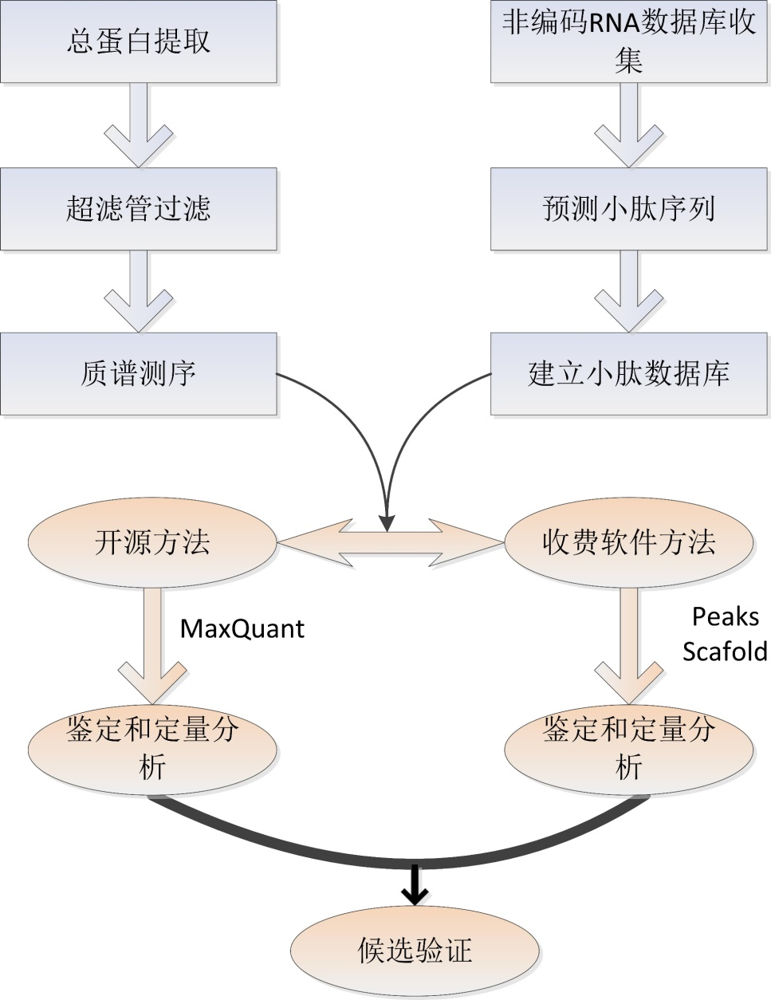 总蛋白提取
非编码RNA数据库收
集
超滤管过滤
预测小肽序列
质谱测序
建立小肽数据库
开源方法
收费软件方法
MaxQuant
Peaks
Scafold
鉴定和定量分
析
鉴定和定量分
析
候选验证